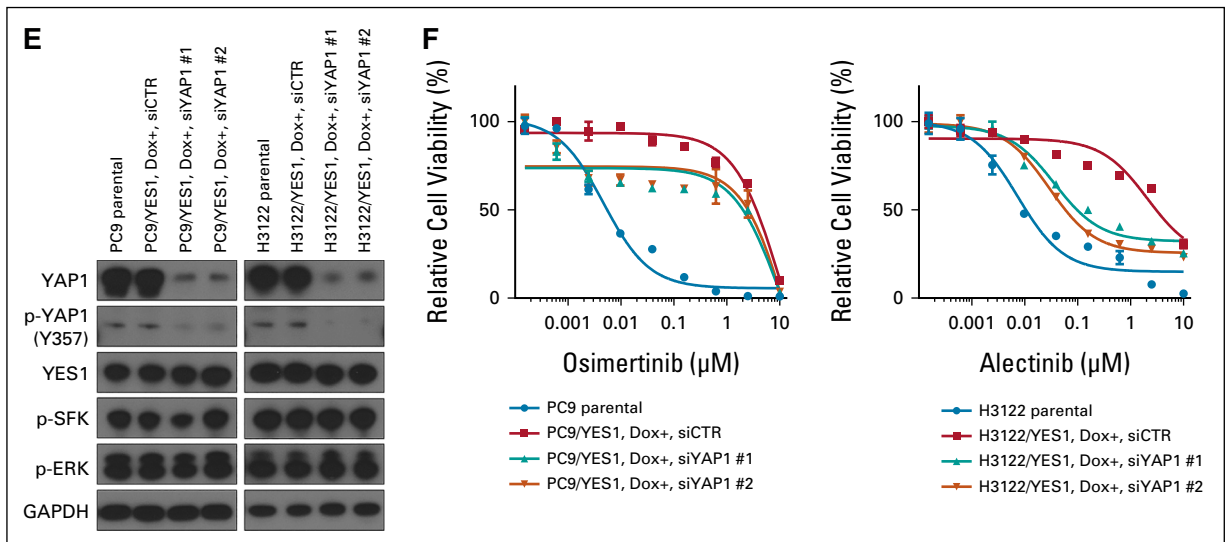 E
PC9 parental
PC9/YES1, Dox+, siCTR
PC9/YES1, Dox+, siYAP1 #1
PC9/YES1, Dox+, siYAP1 #2
H3122 parental
H3122/YES1, Dox+, siCTR
H3122/YES1, Dox+, siYAP1 #1
H3122/YES1, Dox+, siYAP1 #2
YAP1
p-YAP1
(Y357)
YES1
p-SFK
p-ERK
GAPDH
F
Relative Cell Viability (%)
100
50
0
0.001 0.01 0.1 1 10
Osimertinib (μM)
PC9 parental
PC9/YES1, Dox+, siCTR
PC9/YES1, Dox+, siYAP1 #1
PC9/YES1, Dox+, siYAP1 #2
Relative Cell Viability (%)
100
50
0
0.001 0.01 0.1 1 10
Alectinib (μM)
H3122 parental
H3122/YES1, Dox+, siCTR
H3122/YES1, Dox+, siYAP1 #1
H3122/YES1, Dox+, siYAP1 #2